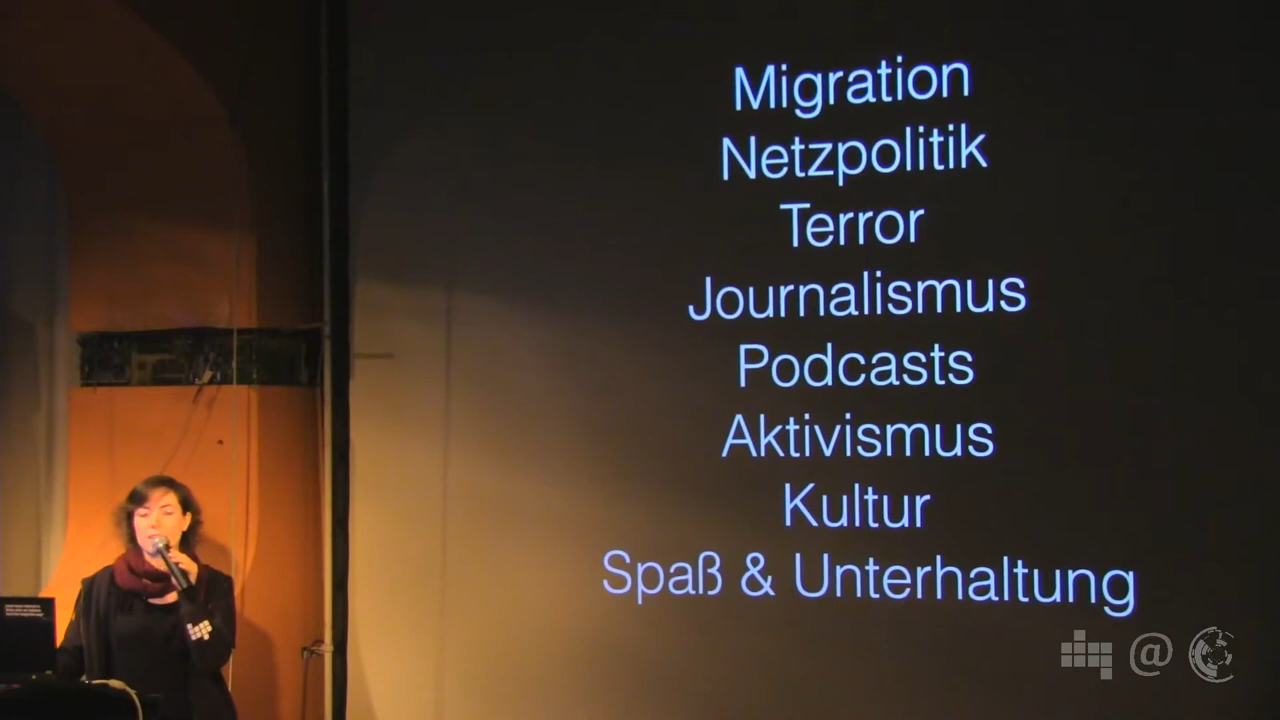 Migration
Netzpolitik
Terror
Journalismus
Podcasts
Aktivismus
Kultur
Spaß & Unterhaltung
@